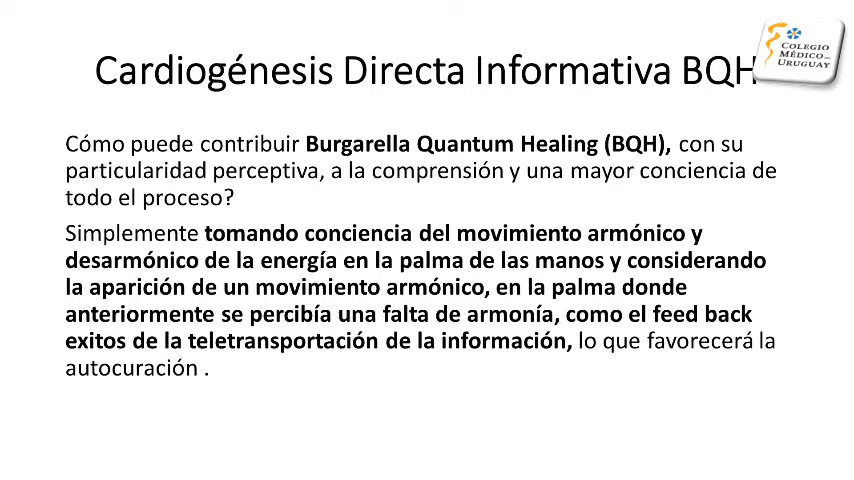 Cardiogénesis Directa Informativa BQH
COLEGIO
MÉDICO
URUGUAY
Cómo puede contribuir Burgarella Quantum Healing (BQH), con su
particularidad perceptiva, a la comprensión y una mayor conciencia de
todo el proceso?
Simplemente tomando conciencia del movimiento armónico y
desarmónico de la energía en la palma de las manos y considerando
la aparición de un movimiento armónico, en la palma donde
anteriormente se percibía una falta de armonía, como el feed back
exitos de la teletransportación de la información, lo que favorecerá la
autocuración .